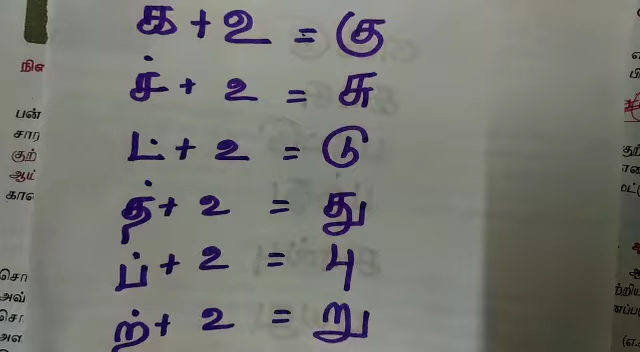 க + உ = கு
ச் + உ = சு
ட் + உ = டு
த் + உ = து
ப் + உ = பு
ற் + உ = று